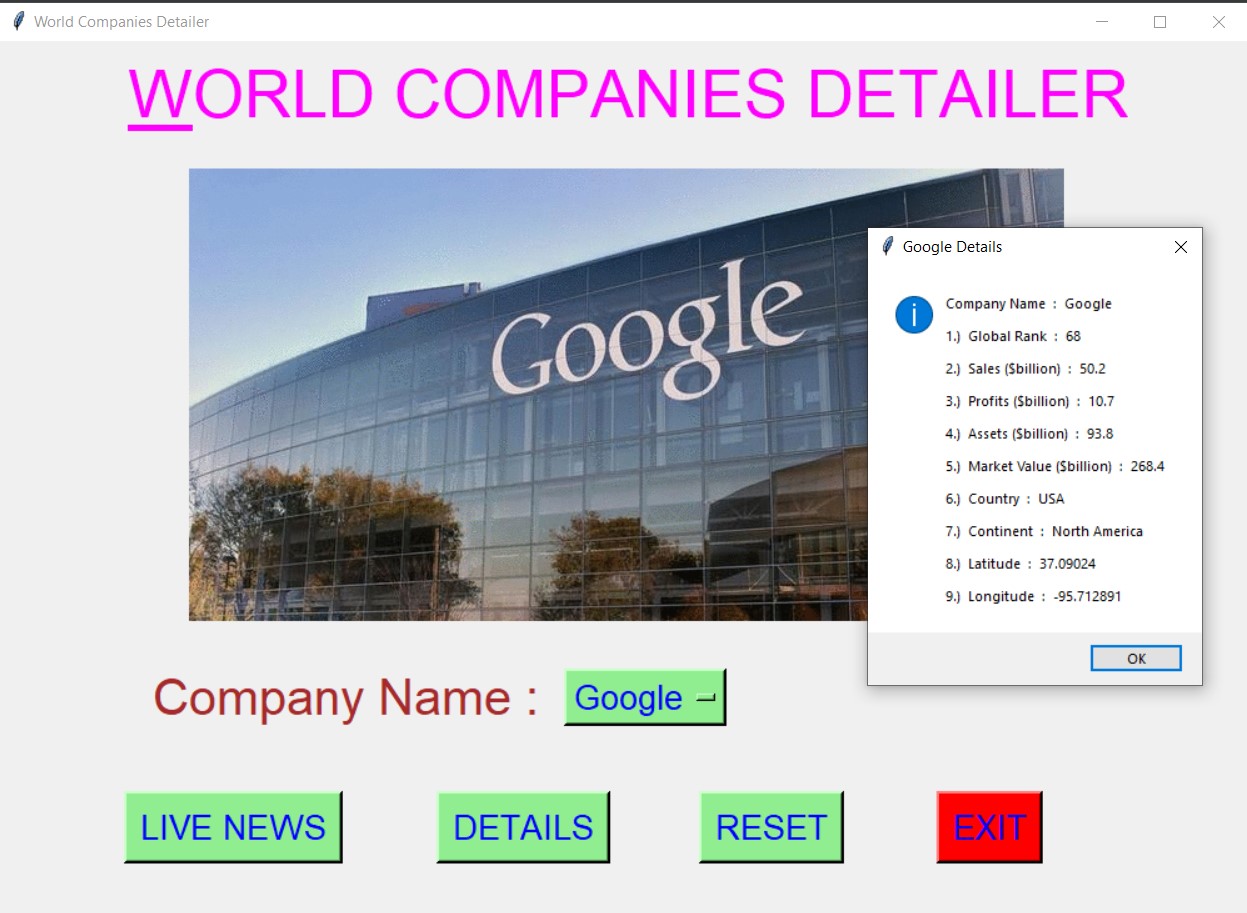 World Companies Detailer
WORLD COMPANIES DETAILER
Google
Google Details
i
Company Name : Google
1.) Global Rank : 68
2.) Sales ($billion) : 50.2
3.) Profits ($billion) : 10.7
4.) Assets ($billion) : 93.8
5.) Market Value ($billion) : 268.4
6.) Country : USA
7.) Continent : North America
8.) Latitude : 37.09024
9.) Longitude : -95.712891
OK
Company Name : Google
LIVE NEWS DETAILS RESET EXIT